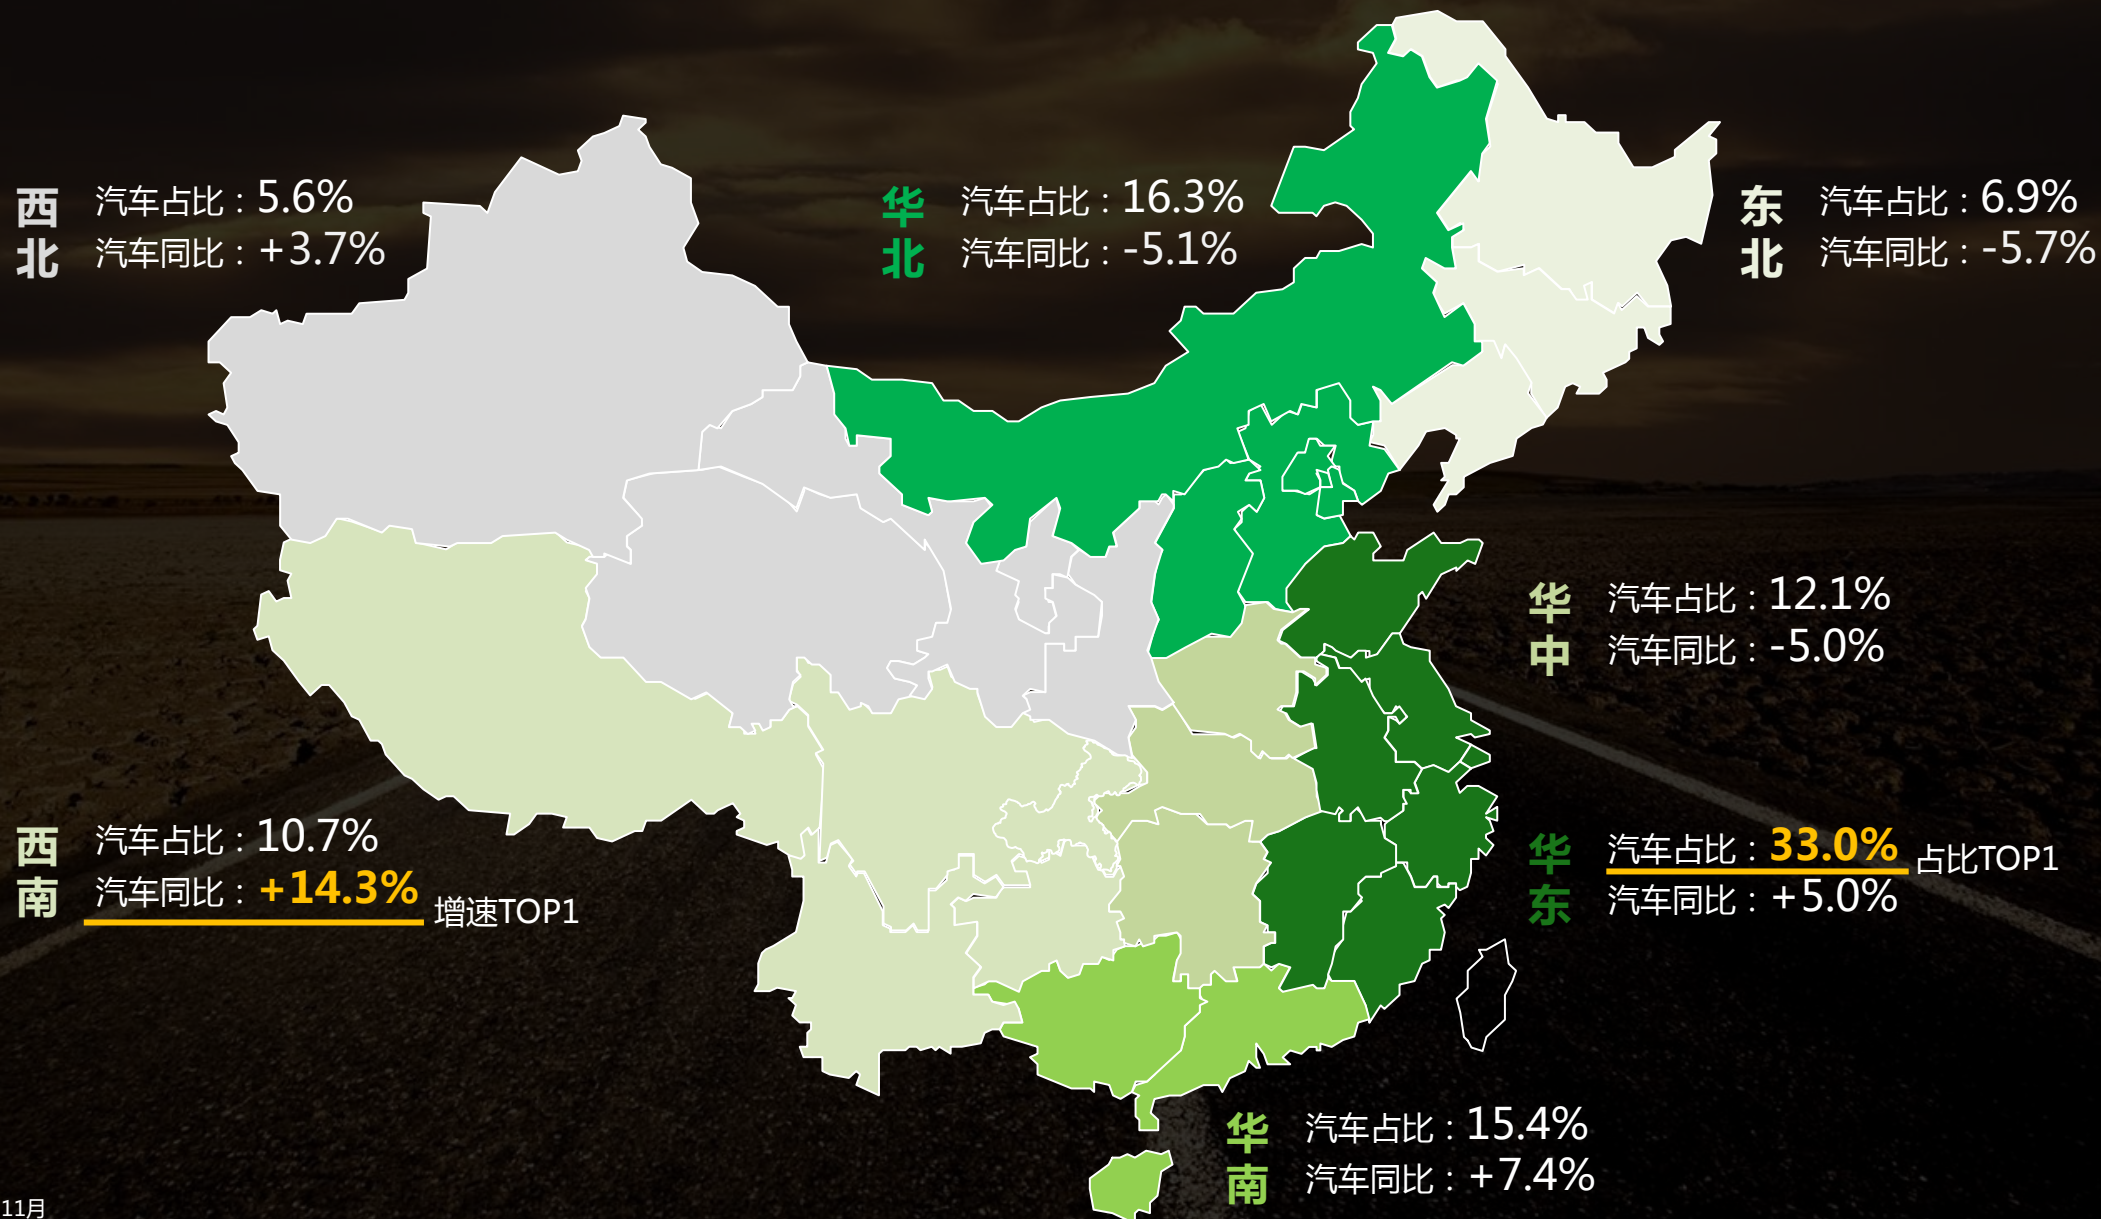 西北
汽车占比：5.6%
汽车同比：+3.7%
华北
汽车占比：16.3%
汽车同比：-5.1%
东北
汽车占比：6.9%
汽车同比：-5.7%
华中
汽车占比：12.1%
汽车同比：-5.0%
西南
汽车占比：10.7%
汽车同比：+14.3% 增速TOP1
华东
汽车占比：33.0% 占比TOP1
汽车同比：+5.0%
华南
汽车占比：15.4%
汽车同比：+7.4%
11月